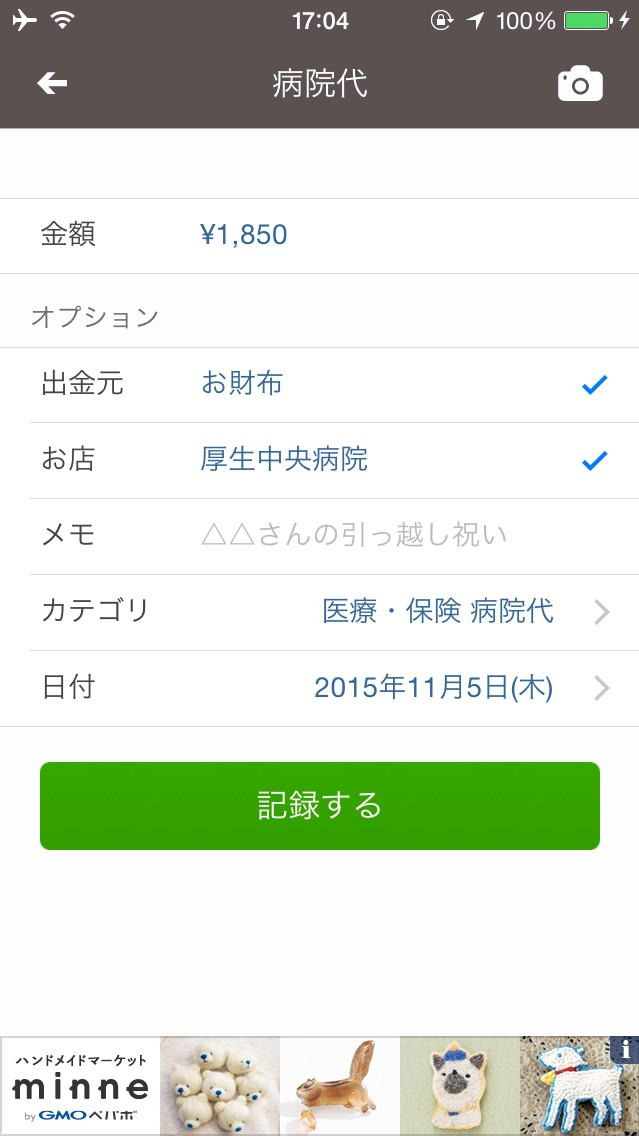 17:04 100%
病院代
金額 ¥1,850
オプション
出金元 お財布
お店 厚生中央病院
メモ △△さんの引っ越し祝い
カテゴリ 医療・保険 病院代
日付 2015年11月5日(木)
記録する
ハンドメイドマーケット
minne
by GMOペパボ
i